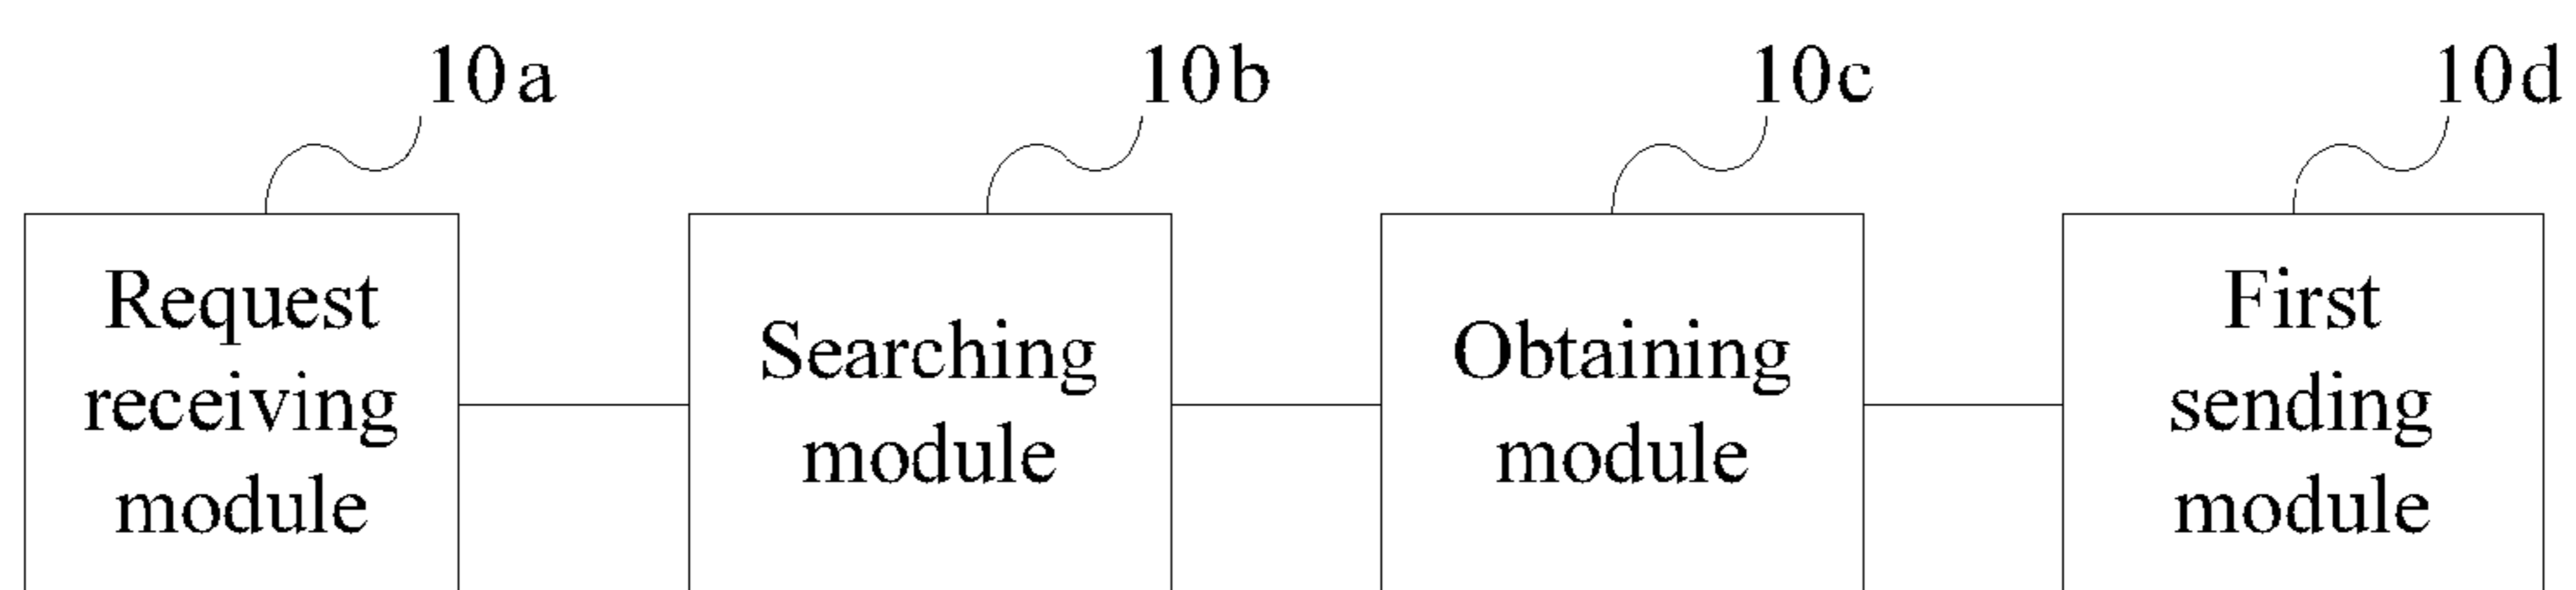 10a
10b
10c
10d
Request
receiving
module
Searching
module
Obtaining
module
First
sending
module